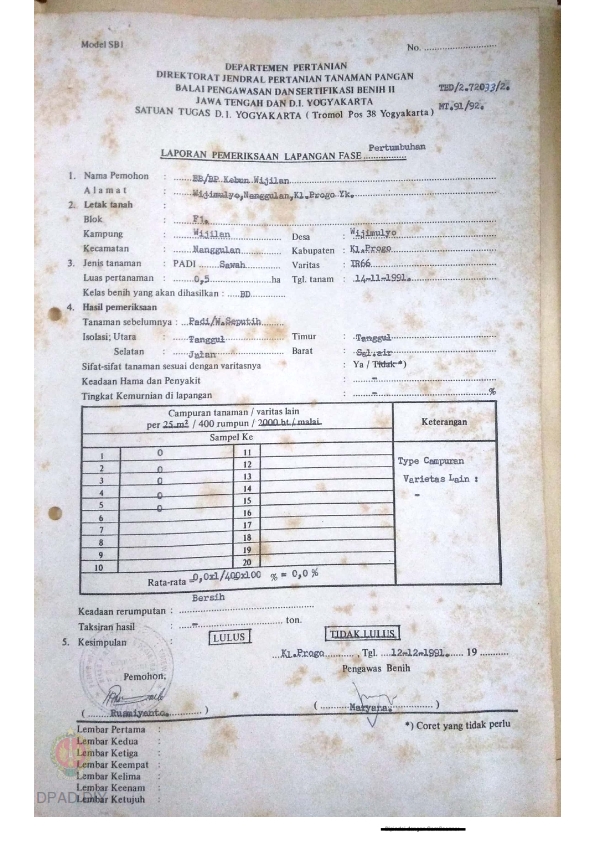 Model SB1
No. ..............................
DEPARTEMEN PERTANIAN
DIREKTORAT JENDRAL PERTANIAN TANAMAN PANGAN
BALAI PENGAWASAN DAN SERTIFIKASI BENIH II
JAWA TENGAH DAN D.I. YOGYAKARTA
SATUAN TUGAS D.I. YOGYAKARTA ( Tromol Pos 38 Yogyakarta )
TBD/2.72033/2.
MT.91/92.
LAPORAN PEMERIKSAAN LAPANGAN FASE Pertumbuhan
1. Nama Pemohon : BB/BP Kebun Wijilan
Alamat : Wijimulyo,Nanggulan,Kl.Progo Yk.
2. Letak tanah :
Blok : F1.
Kampung : Wijilan Desa : Wijimulyo
Kecamatan : Nanggulan Kabupaten : Kl.Progo
3. Jenis tanaman : PADI Sawah Varitas : IR66
Luas pertanaman : 0,5 ha Tgl. tanam : 14-11-1991.
Kelas benih yang akan dihasilkan : BD
4. Hasil pemeriksaan
Tanaman sebelumnya : Padi/W.Seputih
Isolasi; Utara : Tanggul Timur : Tanggul
Selatan : Jalan Barat : Sgl.air
Sifat-sifat tanaman sesuai dengan varitasnya : Ya / Tidak *)
Keadaan Hama dan Penyakit : -
Tingkat Kemurnian di lapangan : - %
Campuran tanaman / varitas lain
per 25 m² / 400 rumpun / 2000 bt / malai
Keterangan
Sampel Ke
1 0 11
2 0 12
3 0 13
4 0 14
5 0 15
6 16
7 17
8 18
9 19
10 20
Type Campuran
Varietas Lain :
-
Rata-rata 0,0x1/400x100 % = 0,0 %
Keadaan rerumputan : Bersih
Taksiran hasil : - ton.
5. Kesimpulan : LULUS TIDAK LULUS
Kl.Progo, Tgl. 12-12-1991. 19 ..........
Pemohon; Pengawas Benih
( Rusmiyanto. ) ( Maryana. )
*) Coret yang tidak perlu
Lembar Pertama :
Lembar Kedua :
Lembar Ketiga :
Lembar Keempat :
Lembar Kelima :
Lembar Keenam :
Lembar Ketujuh :
DPAD DIY